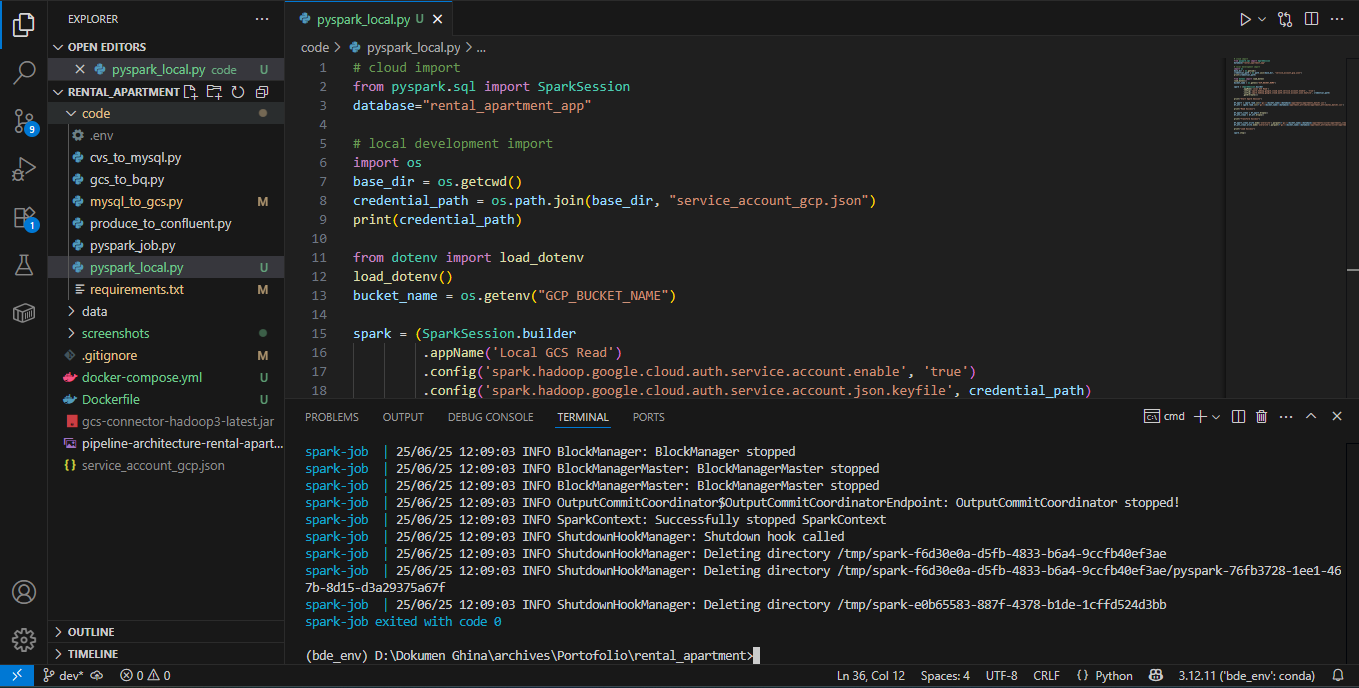 EXPLORER
OPEN EDITORS
pyspark_local.py code U
RENTAL_APARTMENT
code
.env
cvs_to_mysql.py
gcs_to_bq.py
mysql_to_gcs.py M
produce_to_confluent.py
pyspark_job.py
pyspark_local.py U
requirements.txt M
data
screenshots
.gitignore M
docker-compose.yml U
Dockerfile U
gcs-connector-hadoop3-latest.jar
pipeline-architecture-rental-apart...
service_account_gcp.json
OUTLINE
TIMELINE
9
1
pyspark_local.py U
code > pyspark_local.py > ...
1 # cloud import
2 from pyspark.sql import SparkSession
3 database="rental_apartment_app"
4
5 # local development import
6 import os
7 base_dir = os.getcwd()
8 credential_path = os.path.join(base_dir, "service_account_gcp.json")
9 print(credential_path)
10
11 from dotenv import load_dotenv
12 load_dotenv()
13 bucket_name = os.getenv("GCP_BUCKET_NAME")
14
15 spark = (SparkSession.builder
16 .appName('Local GCS Read')
17 .config('spark.hadoop.google.cloud.auth.service.account.enable', 'true')
18 .config('spark.hadoop.google.cloud.auth.service.account.json.keyfile', credential_path)
PROBLEMS OUTPUT DEBUG CONSOLE TERMINAL PORTS cmd
spark-job | 25/06/25 12:09:03 INFO BlockManager: BlockManager stopped
spark-job | 25/06/25 12:09:03 INFO BlockManagerMaster: BlockManagerMaster stopped
spark-job | 25/06/25 12:09:03 INFO BlockManagerMaster: BlockManagerMaster stopped
spark-job | 25/06/25 12:09:03 INFO OutputCommitCoordinator$OutputCommitCoordinatorEndpoint: OutputCommitCoordinator stopped!
spark-job | 25/06/25 12:09:03 INFO SparkContext: Successfully stopped SparkContext
spark-job | 25/06/25 12:09:03 INFO ShutdownHookManager: Shutdown hook called
spark-job | 25/06/25 12:09:03 INFO ShutdownHookManager: Deleting directory /tmp/spark-f6d30e0a-d5fb-4833-b6a4-9ccfb40ef3ae
spark-job | 25/06/25 12:09:03 INFO ShutdownHookManager: Deleting directory /tmp/spark-f6d30e0a-d5fb-4833-b6a4-9ccfb40ef3ae/pyspark-76fb3728-1ee1-46
7b-8d15-d3a29375a67f
spark-job | 25/06/25 12:09:03 INFO ShutdownHookManager: Deleting directory /tmp/spark-e0b65583-887f-4378-b1de-1cffd524d3bb
spark-job exited with code 0
(bde_env) D:\Dokumen Ghina\archives\Portofolio\rental_apartment>
dev* 0 0 Ln 36, Col 12 Spaces: 4 UTF-8 CRLF {} Python 3.12.11 ('bde_env': conda)